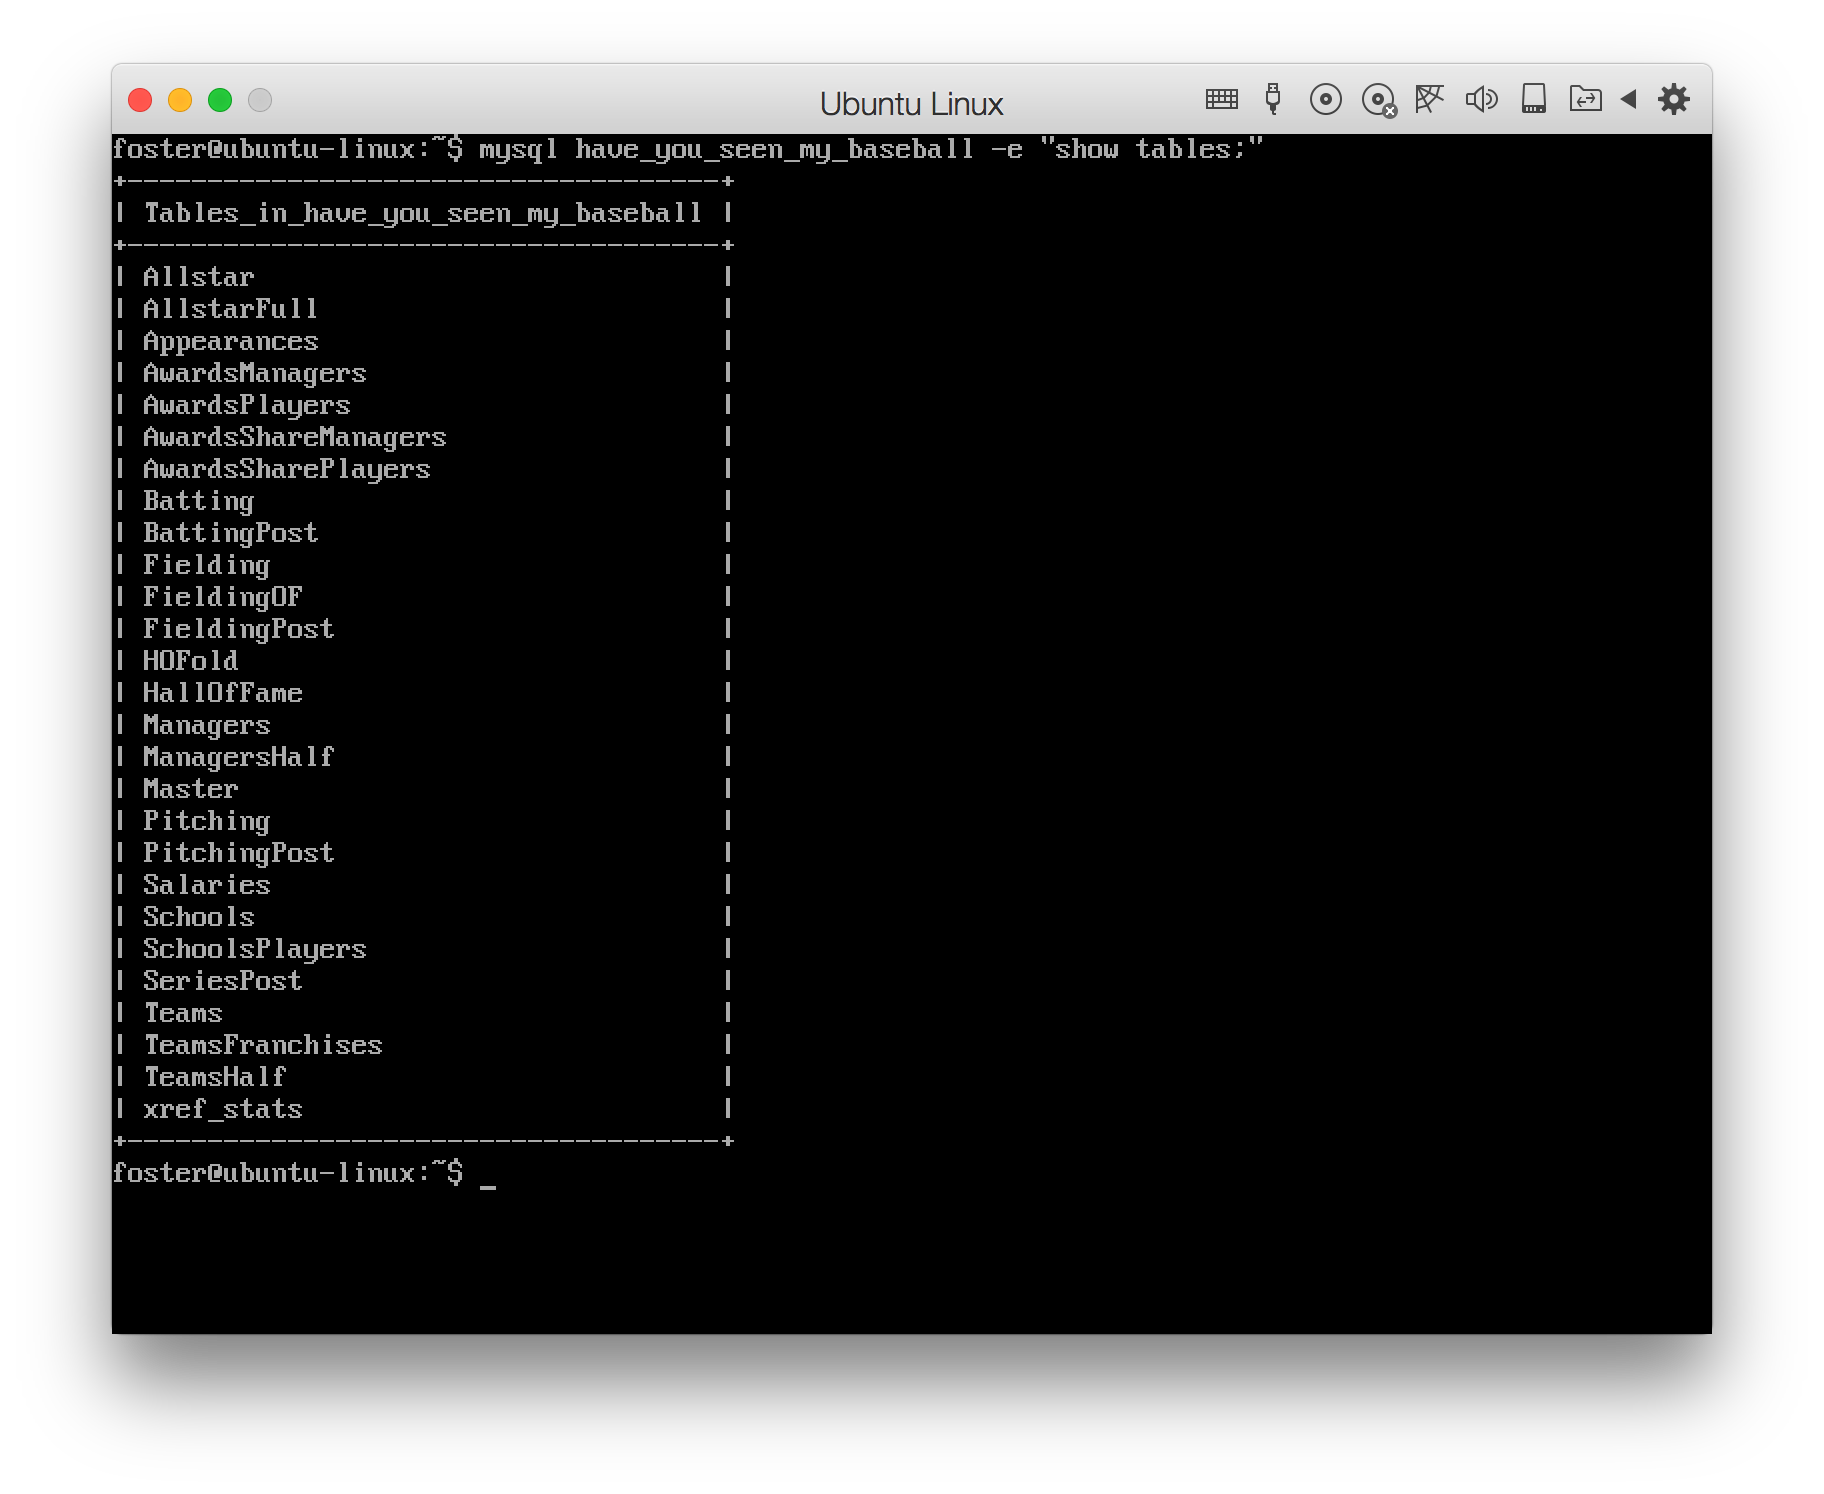 Ubuntu Linux
foster@ubuntu-linux:~$ mysql have_you_seen_my_baseball -e "show tables;"
+-------------------------------------+
| Tables_in_have_you_seen_my_baseball |
+-------------------------------------+
| Allstar                             |
| AllstarFull                         |
| Appearances                         |
| AwardsManagers                      |
| AwardsPlayers                       |
| AwardsShareManagers                 |
| AwardsSharePlayers                  |
| Batting                             |
| BattingPost                         |
| Fielding                            |
| FieldingOF                          |
| FieldingPost                        |
| HOFold                              |
| HallOfFame                          |
| Managers                            |
| ManagersHalf                        |
| Master                              |
| Pitching                            |
| PitchingPost                        |
| Salaries                            |
| Schools                             |
| SchoolsPlayers                      |
| SeriesPost                          |
| Teams                               |
| TeamsFranchises                     |
| TeamsHalf                           |
| xref_stats                          |
+-------------------------------------+
foster@ubuntu-linux:~$ _